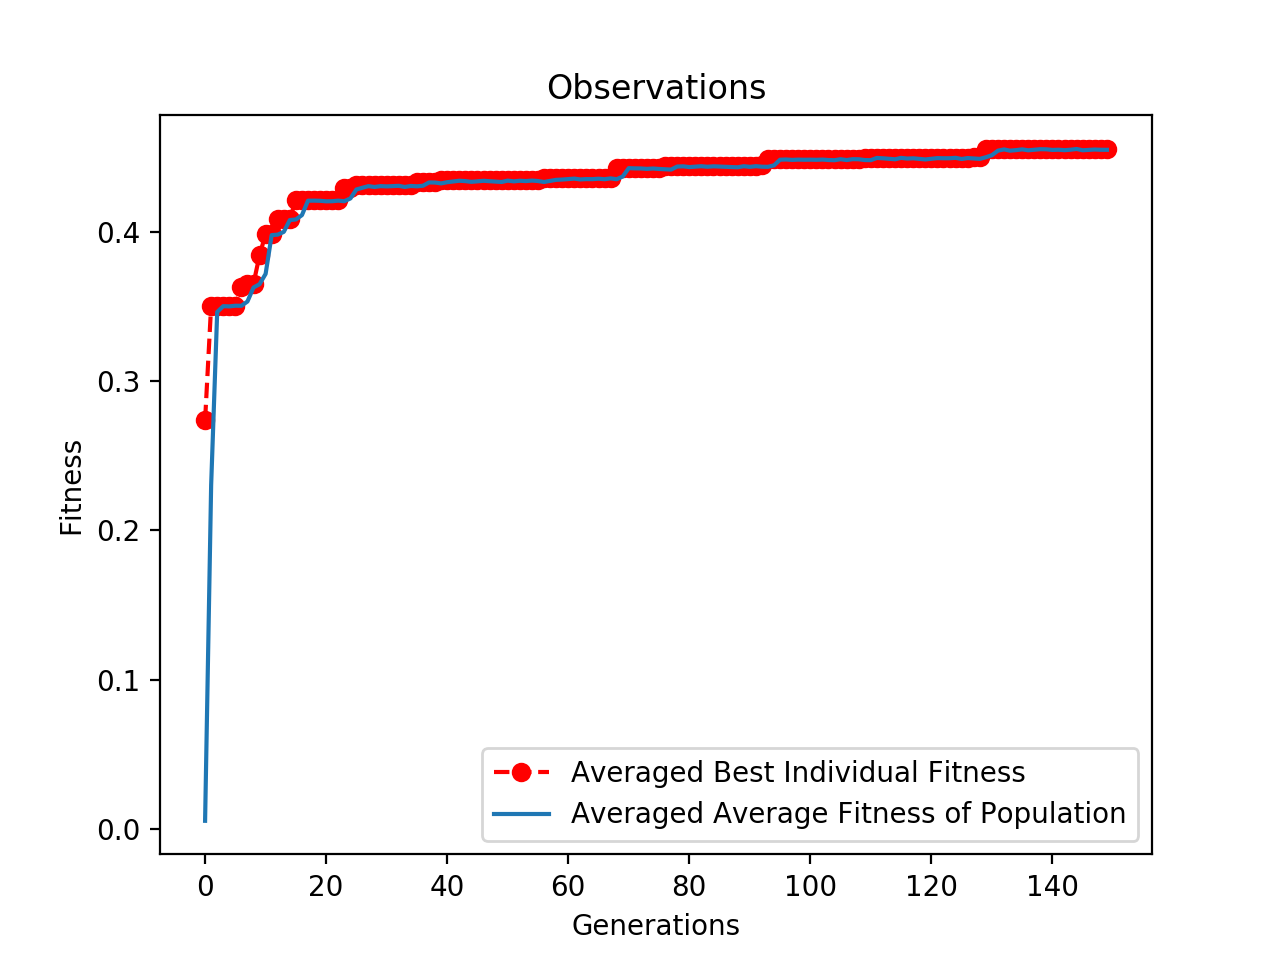 Observations
Fitness
0.4
0.3
0.2
0.1
0.0
Averaged Best Individual Fitness
Averaged Average Fitness of Population
0 20 40 60 80 100 120 140
Generations